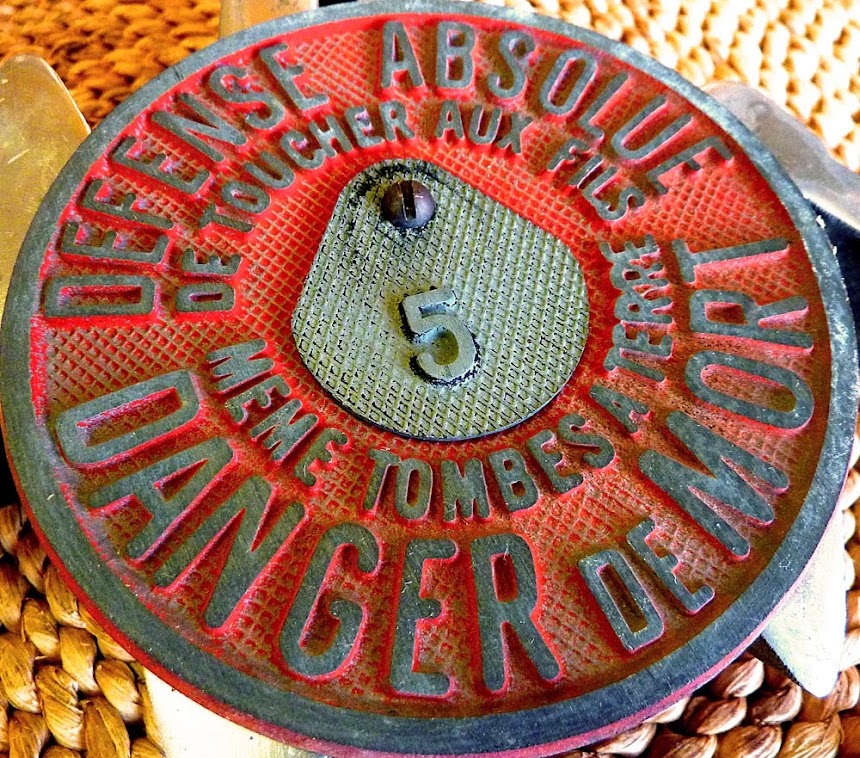 DEFENSE ABSOLUE
DE TOUCHER AUX FILS
5
MEME TOMBES A TERRE
DANGER DE MORT